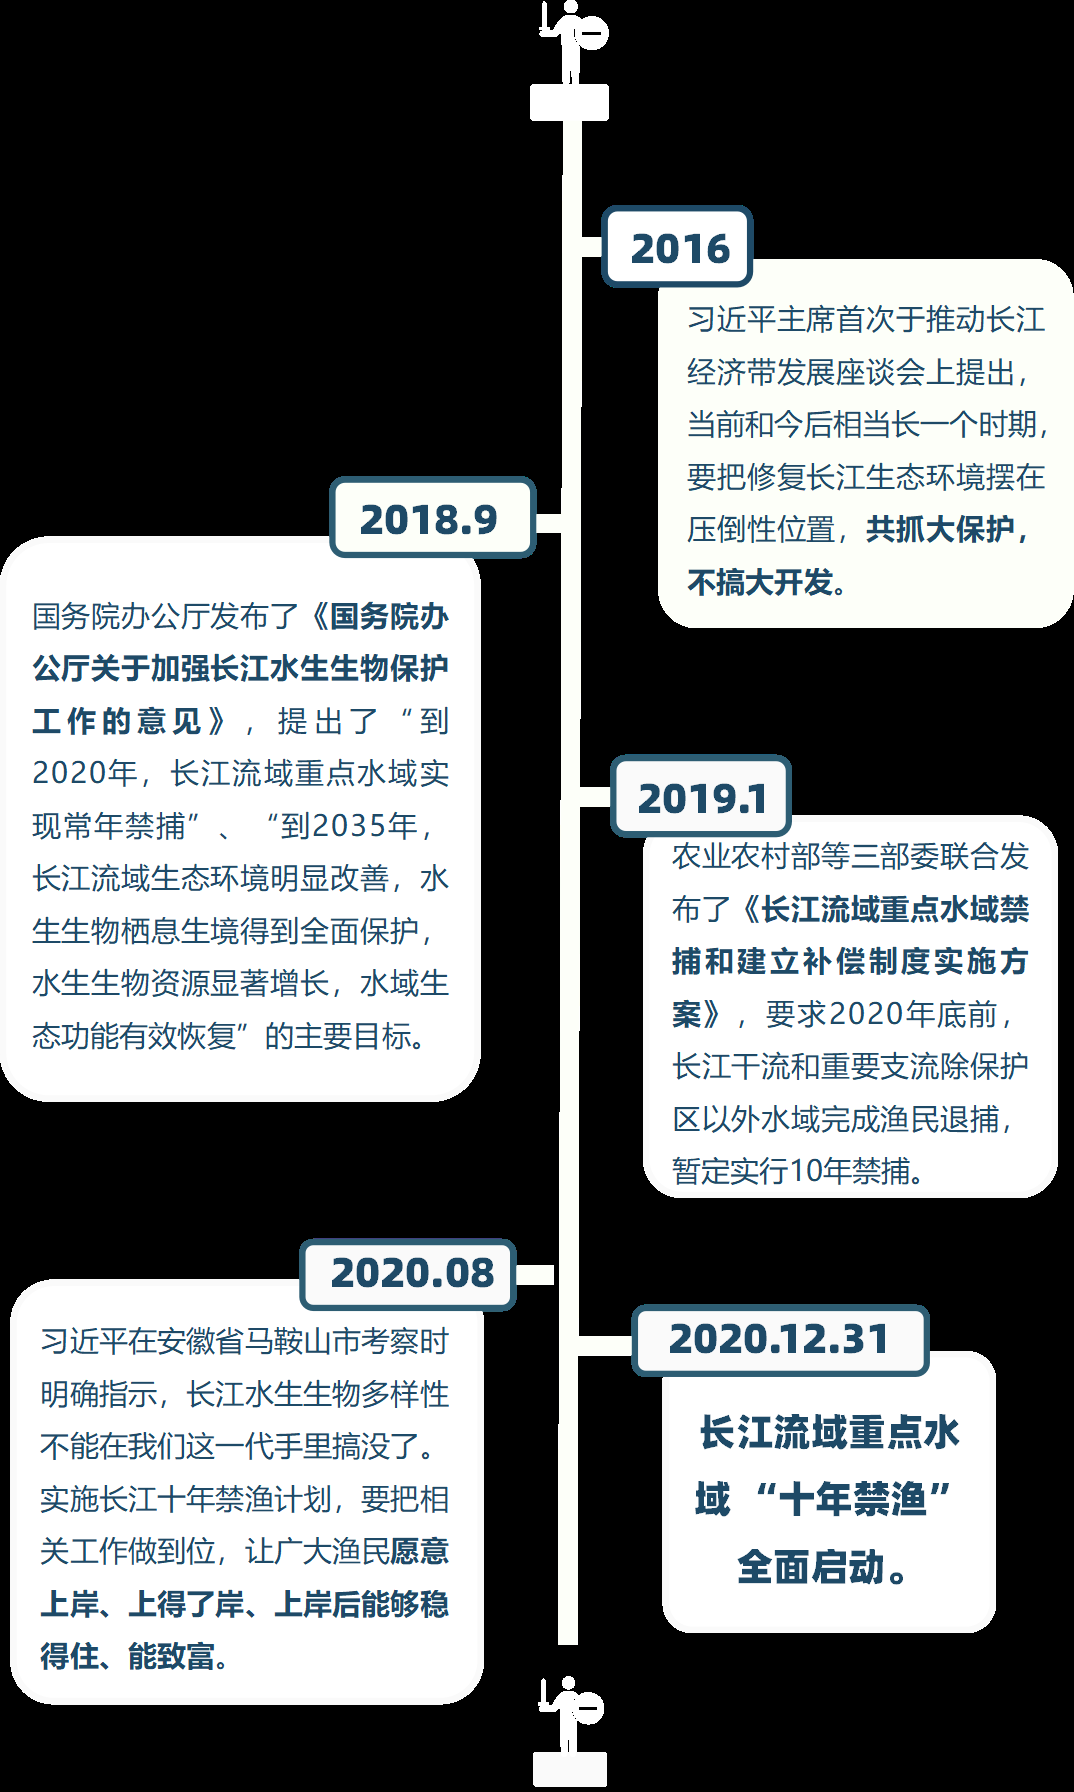 2016
习近平主席首次于推动长江
经济带发展座谈会上提出，
当前和今后相当长一个时期，
要把修复长江生态环境摆在
压倒性位置，共抓大保护，
不搞大开发。
2018.9
国务院办公厅发布了《国务院办
公厅关于加强长江水生生物保护
工作的意见》，提出了“到
2020年，长江流域重点水域实
现常年禁捕”、“到2035年，
长江流域生态环境明显改善，水
生生物栖息生境得到全面保护，
水生生物资源显著增长，水域生
态功能有效恢复”的主要目标。
2019.1
农业农村部等三部委联合发
布了《长江流域重点水域禁
捕和建立补偿制度实施方
案》，要求2020年底前，
长江干流和重要支流除保护
区以外水域完成渔民退捕，
暂定实行10年禁捕。
2020.08
习近平在安徽省马鞍山市考察时
明确指示，长江水生生物多样性
不能在我们这一代手里搞没了。
实施长江十年禁渔计划，要把相
关工作做到位，让广大渔民愿意
上岸、上得了岸、上岸后能够稳
得住、能致富。
2020.12.31
长江流域重点水
域“十年禁渔”
全面启动。